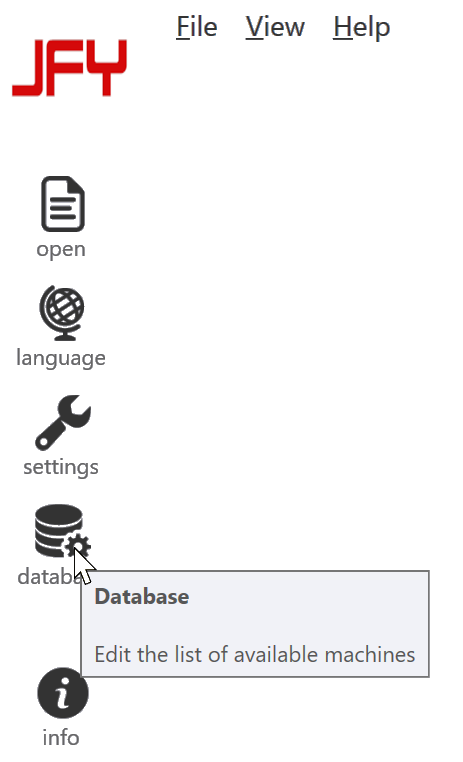 File View Help
JFY
open
language
settings
Database
Edit the list of available machines
info